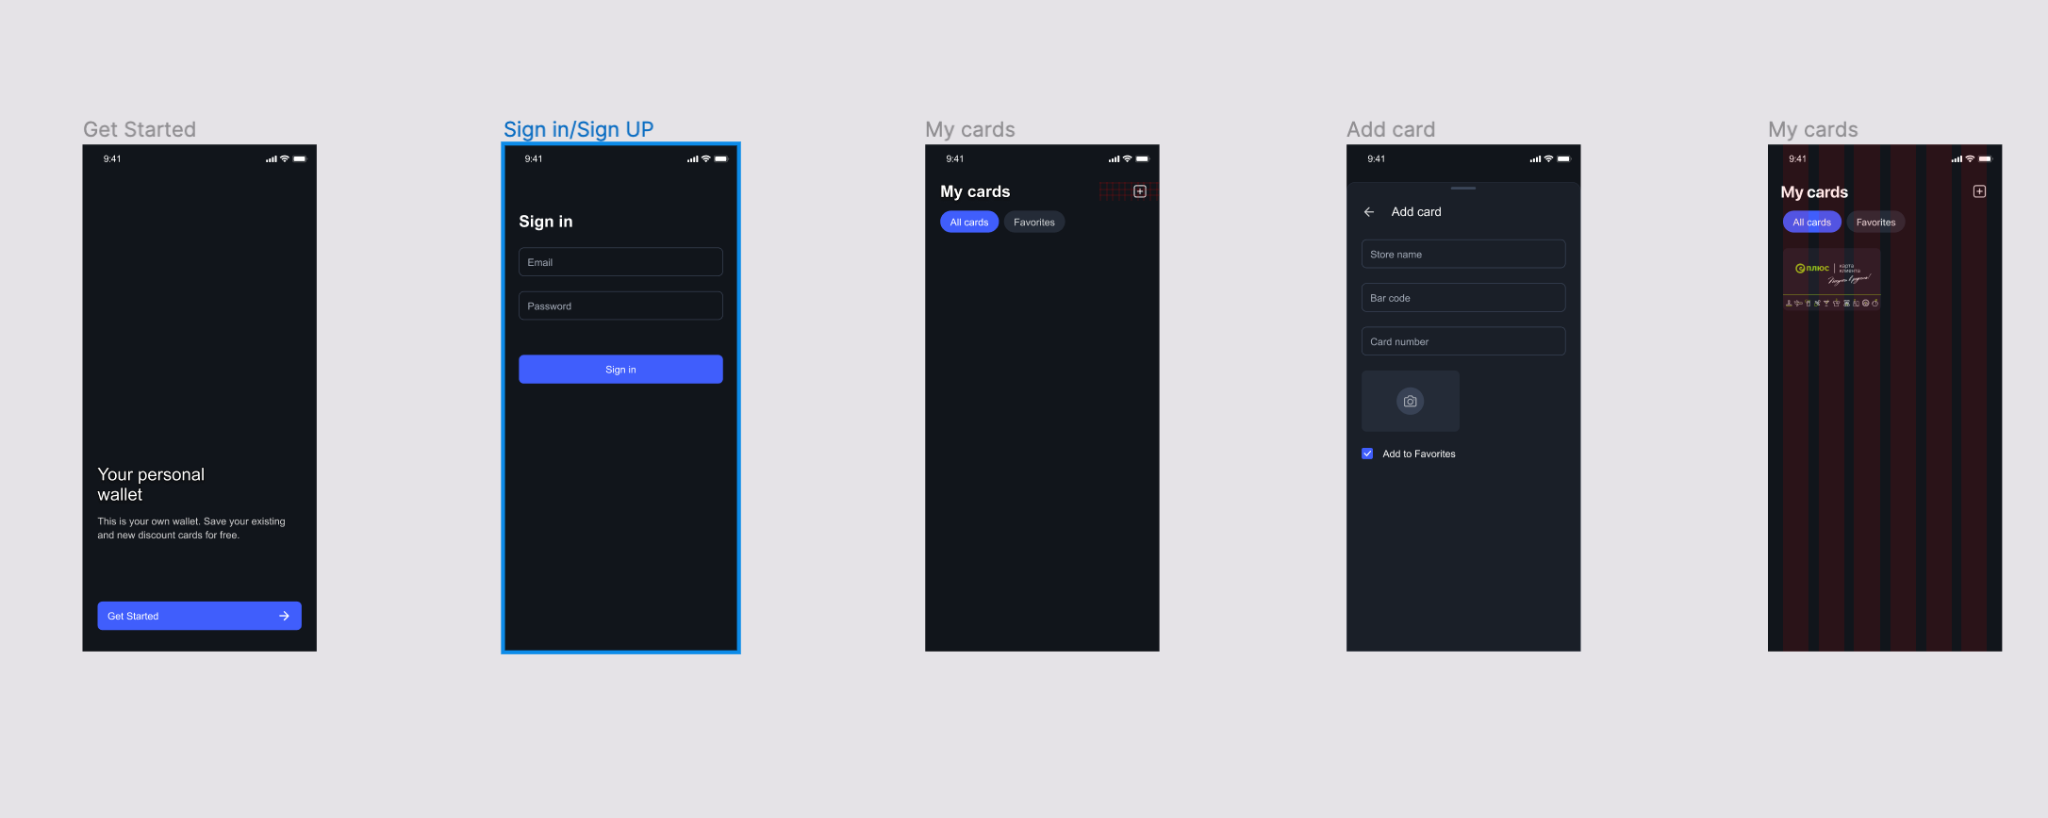 Get Started
9:41
Your personal
wallet
This is your own wallet. Save your existing
and new discount cards for free.
Get Started
Sign in/Sign UP
9:41
Sign in
Email
Password
Sign in
My cards
9:41
My cards
All cards
Favorites
Add card
9:41
Add card
Store name
Bar code
Card number
Add to Favorites
My cards
9:41
My cards
All cards
Favorites
плюс
карта
клиента